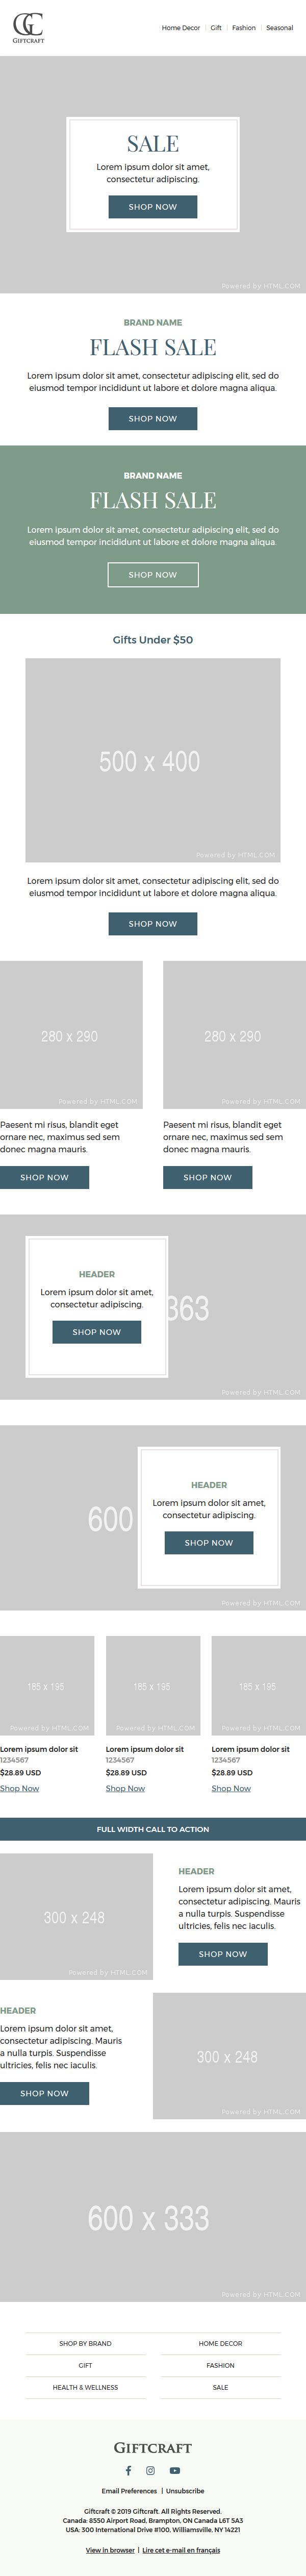 GC
GIFTCRAFT
Home Decor | Gift | Fashion | Seasonal
SALE
Lorem ipsum dolor sit amet,
consectetur adipiscing.
SHOP NOW
Powered by HTML.COM
BRAND NAME
FLASH SALE
Lorem ipsum dolor sit amet, consectetur adipiscing elit, sed do
eiusmod tempor incididunt ut labore et dolore magna aliqua.
SHOP NOW
BRAND NAME
FLASH SALE
Lorem ipsum dolor sit amet, consectetur adipiscing elit, sed do
eiusmod tempor incididunt ut labore et dolore magna aliqua.
SHOP NOW
Gifts Under $50
500 x 400
Powered by HTML.COM
Lorem ipsum dolor sit amet, consectetur adipiscing elit, sed do
eiusmod tempor incididunt ut labore et dolore magna aliqua.
SHOP NOW
280 x 290
Powered by HTML.COM
Paesent mi risus, blandit eget
ornare nec, maximus sed sem
donec magna mauris.
SHOP NOW
280 x 290
Powered by HTML.COM
Paesent mi risus, blandit eget
ornare nec, maximus sed sem
donec magna mauris.
SHOP NOW
HEADER
Lorem ipsum dolor sit amet,
consectetur adipiscing.
SHOP NOW
363
Powered by HTML.COM
600
HEADER
Lorem ipsum dolor sit amet,
consectetur adipiscing.
SHOP NOW
Powered by HTML.COM
185 x 195
Powered by HTML.COM
Lorem ipsum dolor sit
1234567
$28.89 USD
Shop Now
185 x 195
Powered by HTML.COM
Lorem ipsum dolor sit
1234567
$28.89 USD
Shop Now
185 x 195
Powered by HTML.COM
Lorem ipsum dolor sit
1234567
$28.89 USD
Shop Now
FULL WIDTH CALL TO ACTION
300 x 248
Powered by HTML.COM
HEADER
Lorem ipsum dolor sit amet,
consectetur adipiscing. Mauris
a nulla turpis. Suspendisse
ultricies, felis nec iaculis.
SHOP NOW
HEADER
Lorem ipsum dolor sit amet,
consectetur adipiscing. Mauris
a nulla turpis. Suspendisse
ultricies, felis nec iaculis.
SHOP NOW
300 x 248
Powered by HTML.COM
600 x 333
Powered by HTML.COM
SHOP BY BRAND
HOME DECOR
GIFT
FASHION
HEALTH & WELLNESS
SALE
GIFTCRAFT
Email Preferences | Unsubscribe
Giftcraft © 2019 Giftcraft. All Rights Reserved.
Canada: 8550 Airport Road, Brampton, ON Canada L6T 5A3
USA: 300 International Drive #100, Williamsville, NY 14221
View in browser | Lire cet e-mail en français